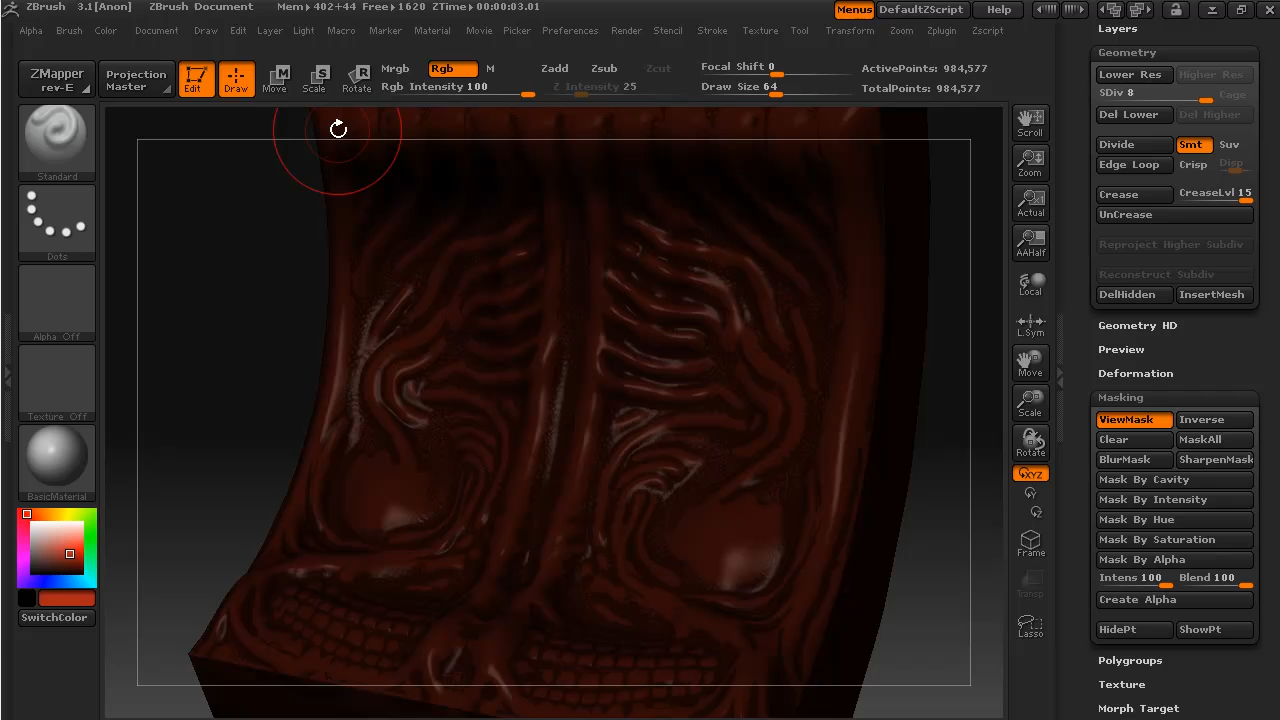 ZBrush 3.1[Anon] ZBrush Document Mem▶402+44 Free▶1620 ZTime▶00:00:03.01 Menus DefaultZScript Help
Alpha Brush Color Document Draw Edit Layer Light Macro Marker Material Movie Picker Preferences Render Stencil Stroke Texture Tool Transform Zoom Zplugin Zscript
ZMapper
rev-E
Projection
Master
Edit
Draw
Move
Scale
Rotate
Mrgb Rgb M
Rgb Intensity 100
Zadd Zsub Zcut
Z Intensity 25
Focal Shift 0
Draw Size 64
ActivePoints: 984,577
TotalPoints: 984,577
Standard
Dots
Alpha Off
Texture Off
BasicMaterial
SwitchColor
Scroll
Zoom
Actual
AAHalf
Local
L.Sym
Move
Scale
Rotate
XYZ
Y
Z
Frame
Transp
Lasso
Layers
Geometry
Lower Res Higher Res
SDiv 8 Cage
Del Lower Del Higher
Divide Smt Suv
Edge Loop Crisp Disp
Crease CreaseLvl 15
UnCrease
Reproject Higher Subdiv
Reconstruct Subdiv
DelHidden InsertMesh
Geometry HD
Preview
Deformation
Masking
ViewMask Inverse
Clear MaskAll
BlurMask SharpenMask
Mask By Cavity
Mask By Intensity
Mask By Hue
Mask By Saturation
Mask By Alpha
Intens 100 Blend 100
Create Alpha
HidePt ShowPt
Polygroups
Texture
Morph Target